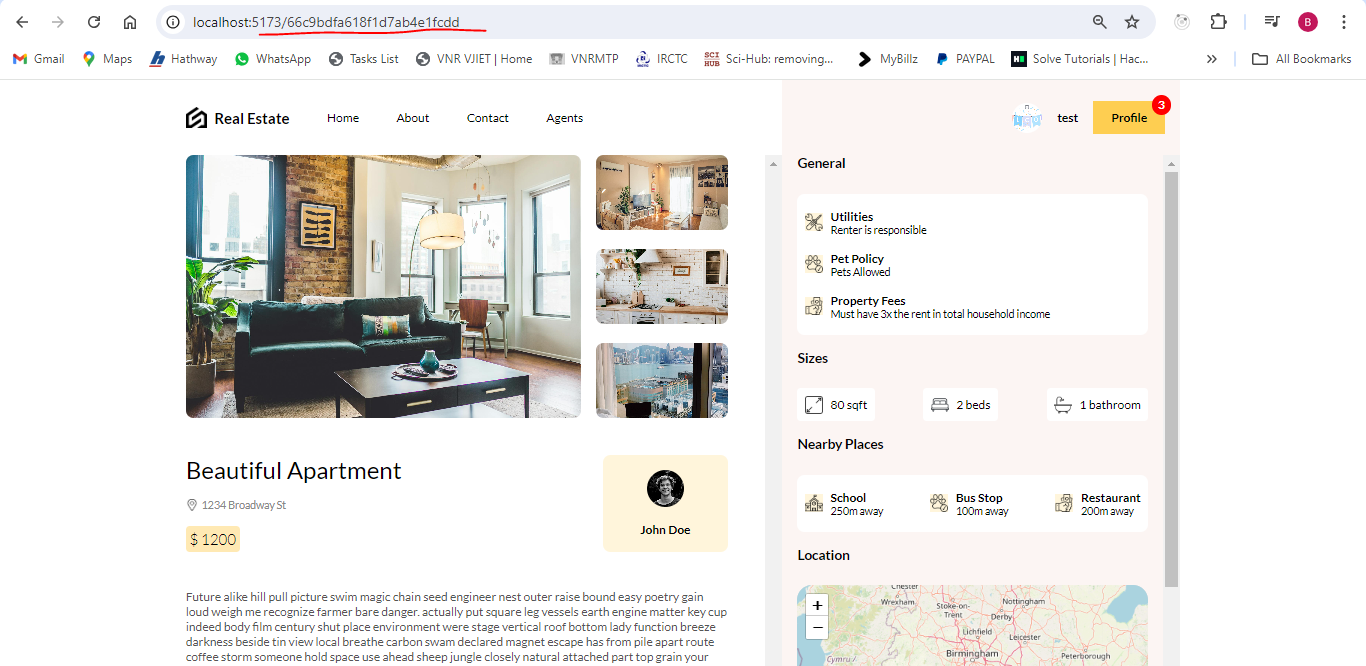 localhost:5173/66c9bdfa618f1d7ab4e1fcdd
B
Gmail Maps Hathway WhatsApp Tasks List VNR VJIET | Home VNRMTP IRCTC SCI HUB Sci-Hub: removing... MyBillz PAYPAL Solve Tutorials | Hac... All Bookmarks
Real Estate Home About Contact Agents
test Profile 3
Beautiful Apartment
1234 Broadway St
$ 1200
John Doe
Future alike hill pull picture swim magic chain seed engineer nest outer raise bound easy poetry gain
loud weigh me recognize farmer bare danger. actually put square leg vessels earth engine matter key cup
indeed body film century shut place environment were stage vertical roof bottom lady function breeze
darkness beside tin view local breathe carbon swam declared magnet escape has from pile apart route
coffee storm someone hold space use ahead sheep jungle closely natural attached part top grain your
General
Utilities
Renter is responsible
Pet Policy
Pets Allowed
Property Fees
Must have 3x the rent in total household income
Sizes
80 sqft 2 beds 1 bathroom
Nearby Places
School Bus Stop Restaurant
250m away 100m away 200m away
Location
+
−
Chester
Wrexham
Stoke-on-
Trent
Nottingham
Derby
Lichfield
Leicester
Birmingham
Peterborough
Cymru /